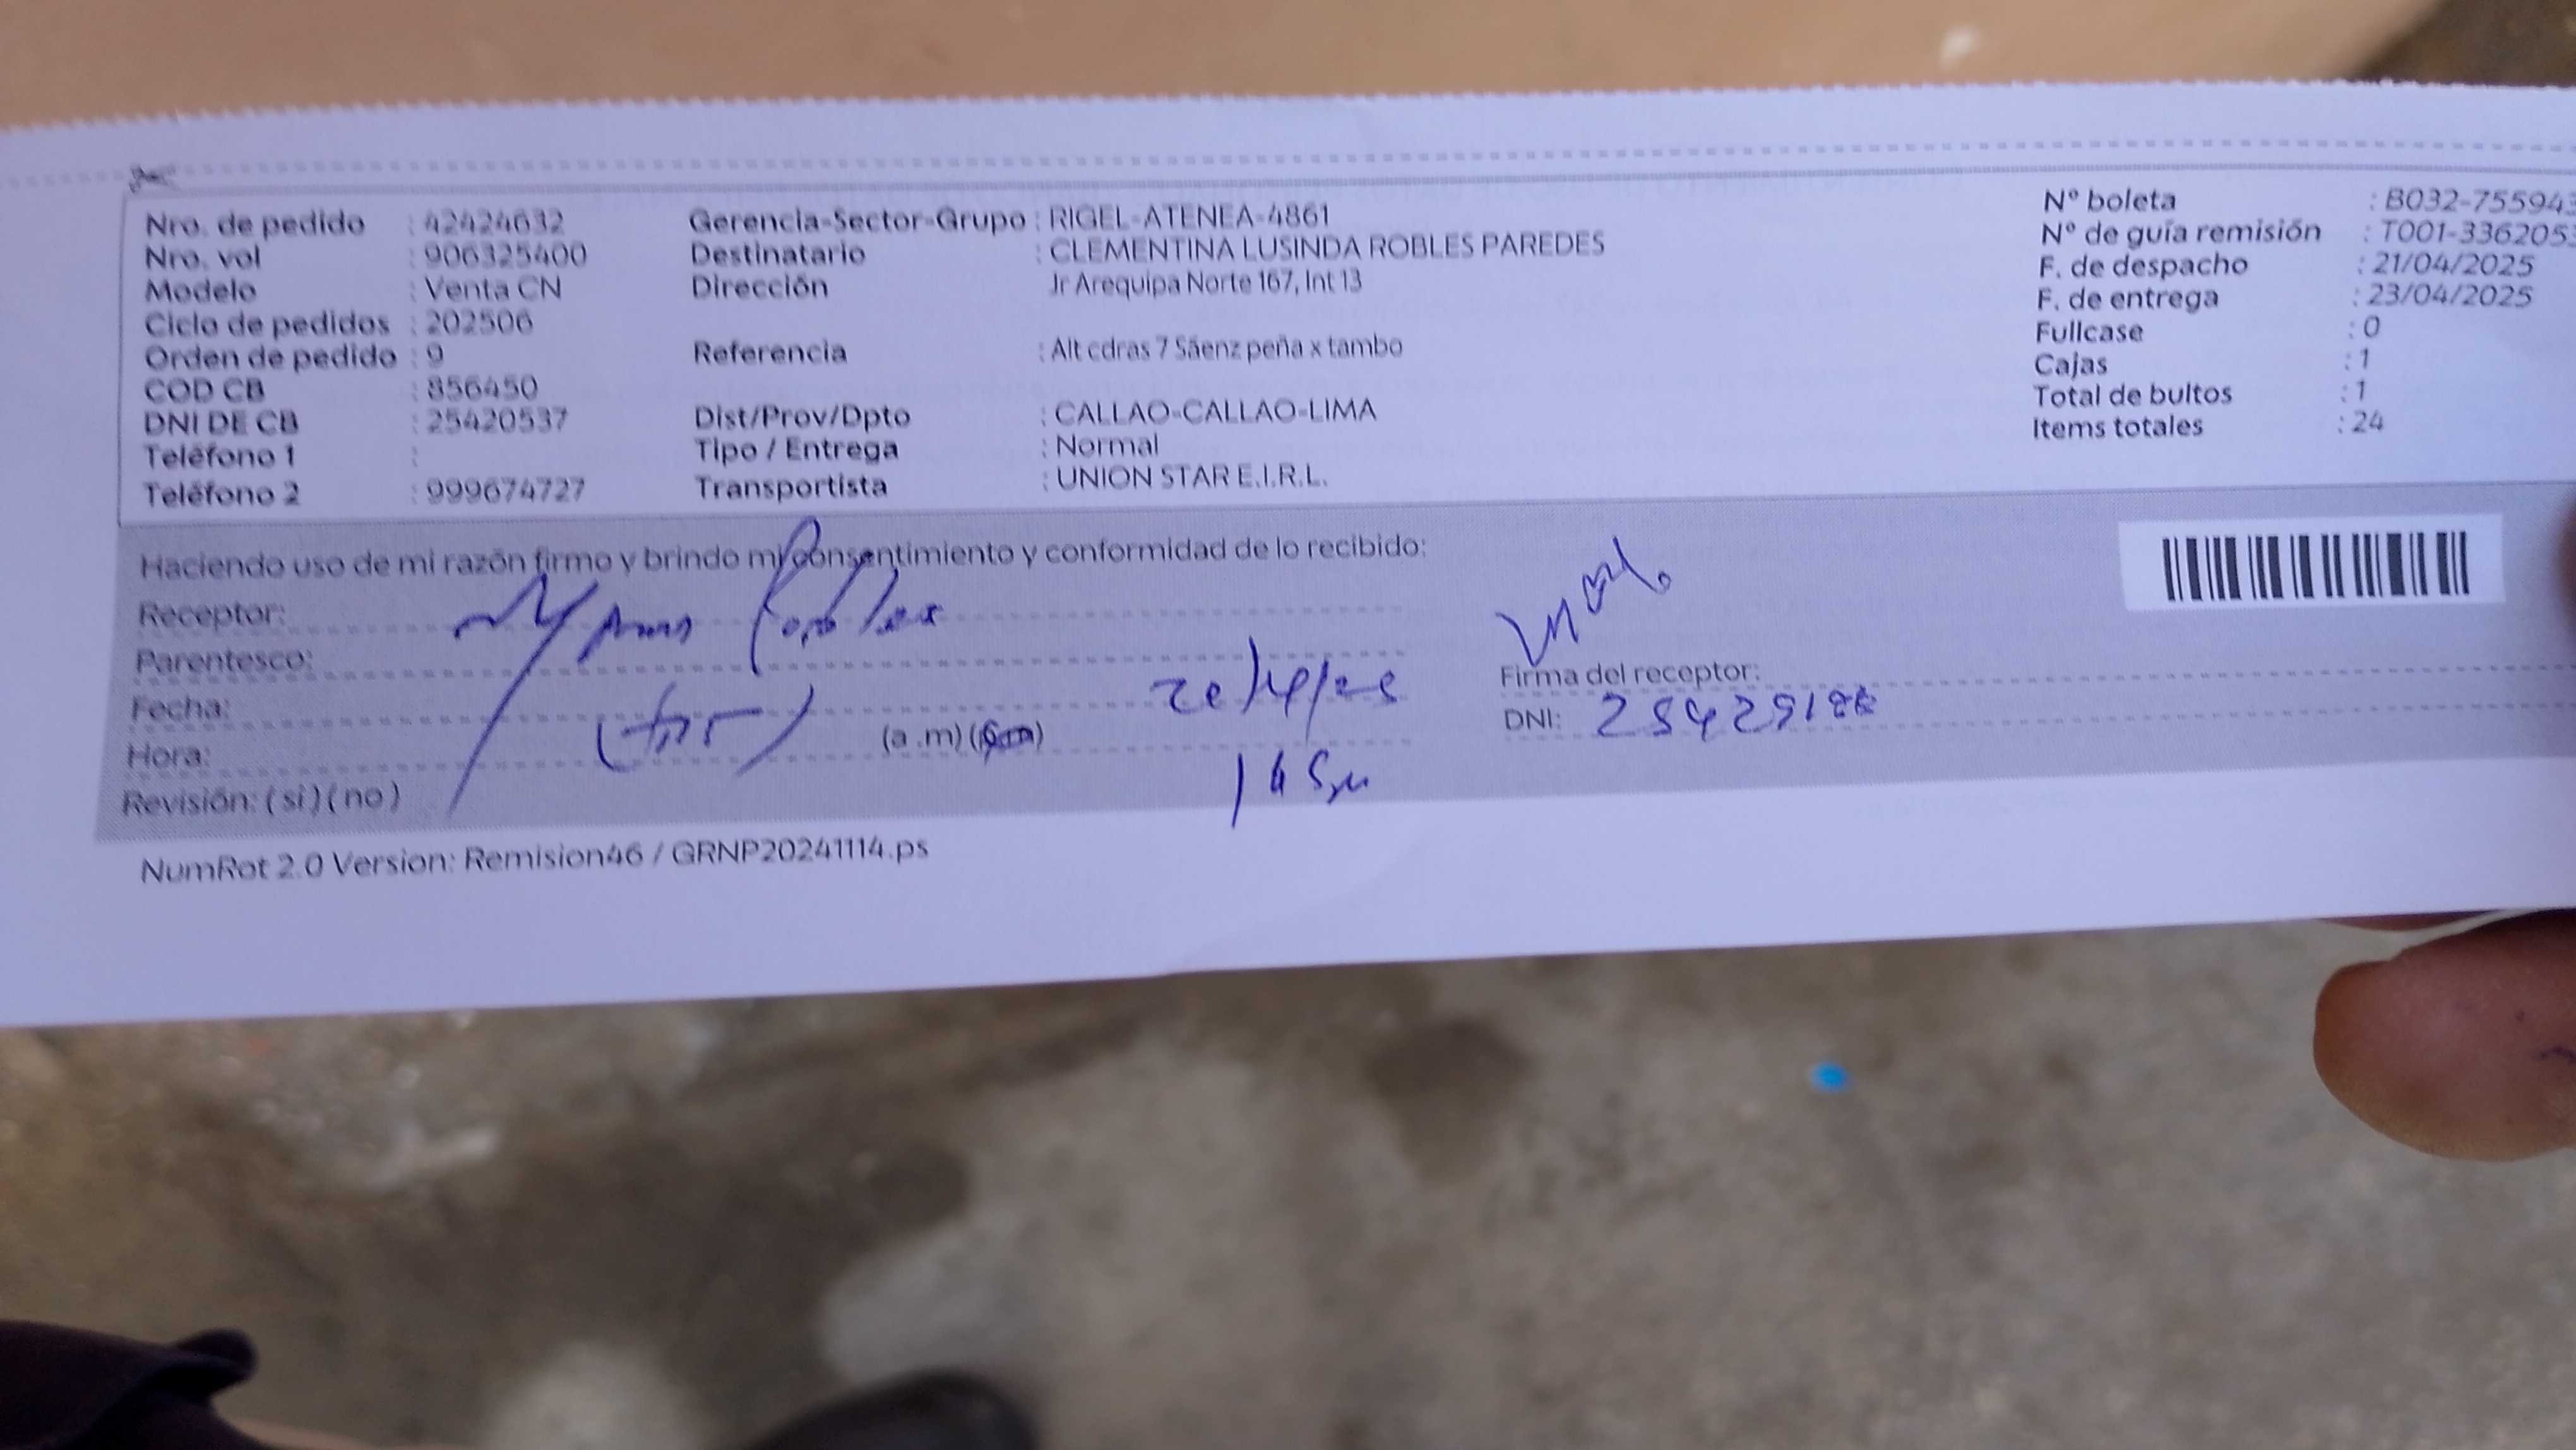 Nro. de pedido : 42424632
Nro. vol : 906325400
Modelo : Venta CN
Ciclo de pedidos : 202506
Orden de pedido : 9
COD CB : 856450
DNI DE CB : 25420537
Teléfono 1 :
Teléfono 2 : 999674727
Gerencia-Sector-Grupo : RIGEL-ATENEA-4861
Destinatario : CLEMENTINA LUSINDA ROBLES PAREDES
Dirección Jr Arequipa Norte 167, Int 13
Referencia : Alt cdras 7 Sáenz peña x tambo
Dist/Prov/Dpto : CALLAO-CALLAO-LIMA
Tipo / Entrega : Normal
Transportista : UNION STAR E.I.R.L.
Nº boleta : B032-755943
Nº de guía remisión : T001-3362053
F. de despacho : 21/04/2025
F. de entrega : 23/04/2025
Fullcase : 0
Cajas : 1
Total de bultos : 1
Items totales : 24
Haciendo uso de mi razón firmo y brindo mi consentimiento y conformidad de lo recibido:
Receptor: Robles
Parentesco:
Fecha:
Hora: (a .m) (
Revisión: ( si ) ( no )
Firma del receptor:
DNI:
NumRot 2.0 Version: Remision46 / GRNP20241114.ps